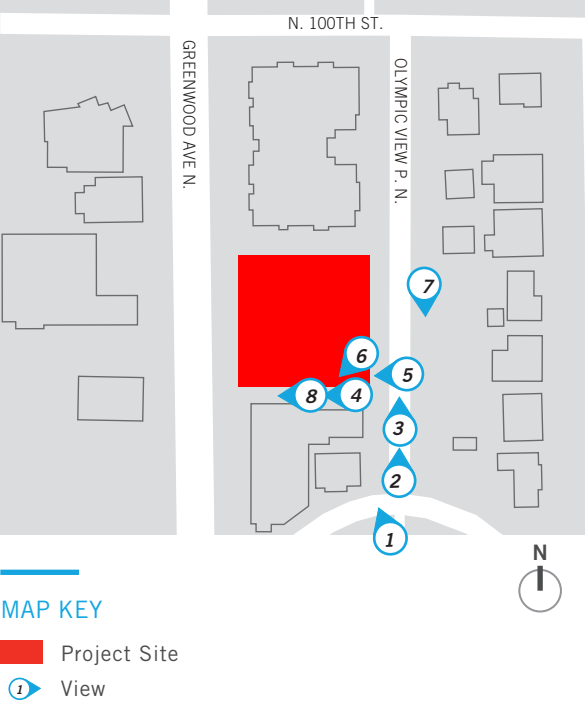 N. 100TH ST.
GREENWOOD AVE N.
OLYMPIC VIEW P. N.
7
6
5
8
4
3
2
1
N
MAP KEY
Project Site
1
View